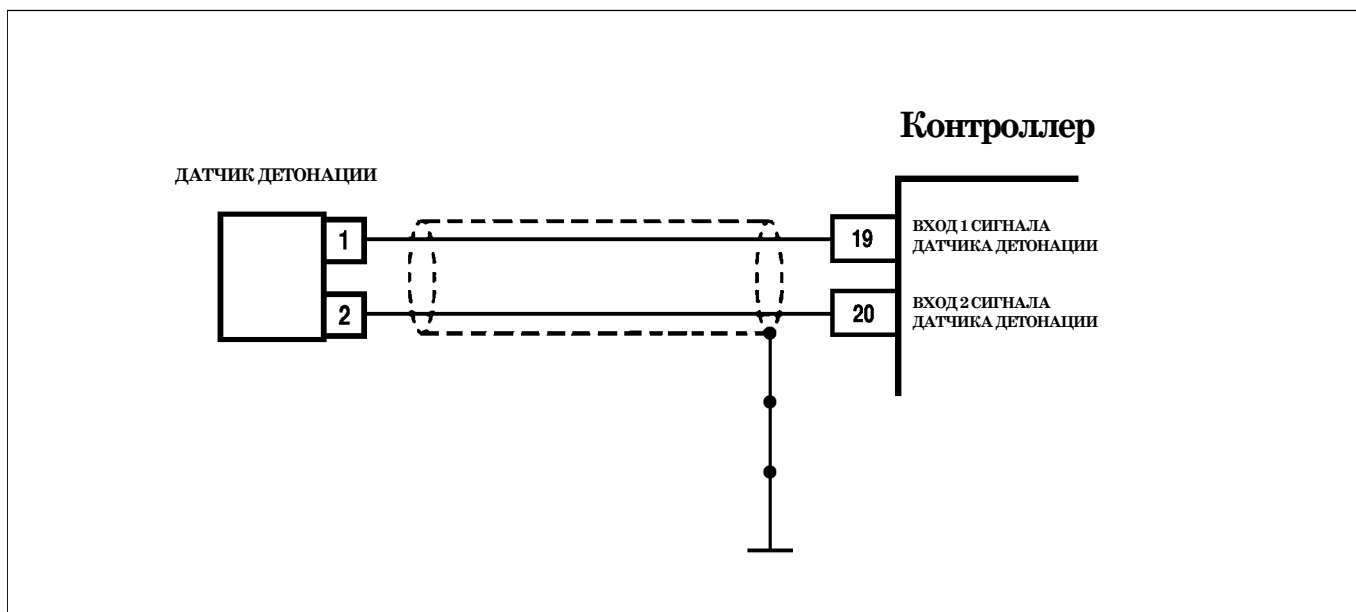 Контроллер
ДАТЧИК ДЕТОНАЦИИ
1
19
ВХОД 1 СИГНАЛА
ДАТЧИКА ДЕТОНАЦИИ
2
20
ВХОД 2 СИГНАЛА
ДАТЧИКА ДЕТОНАЦИИ